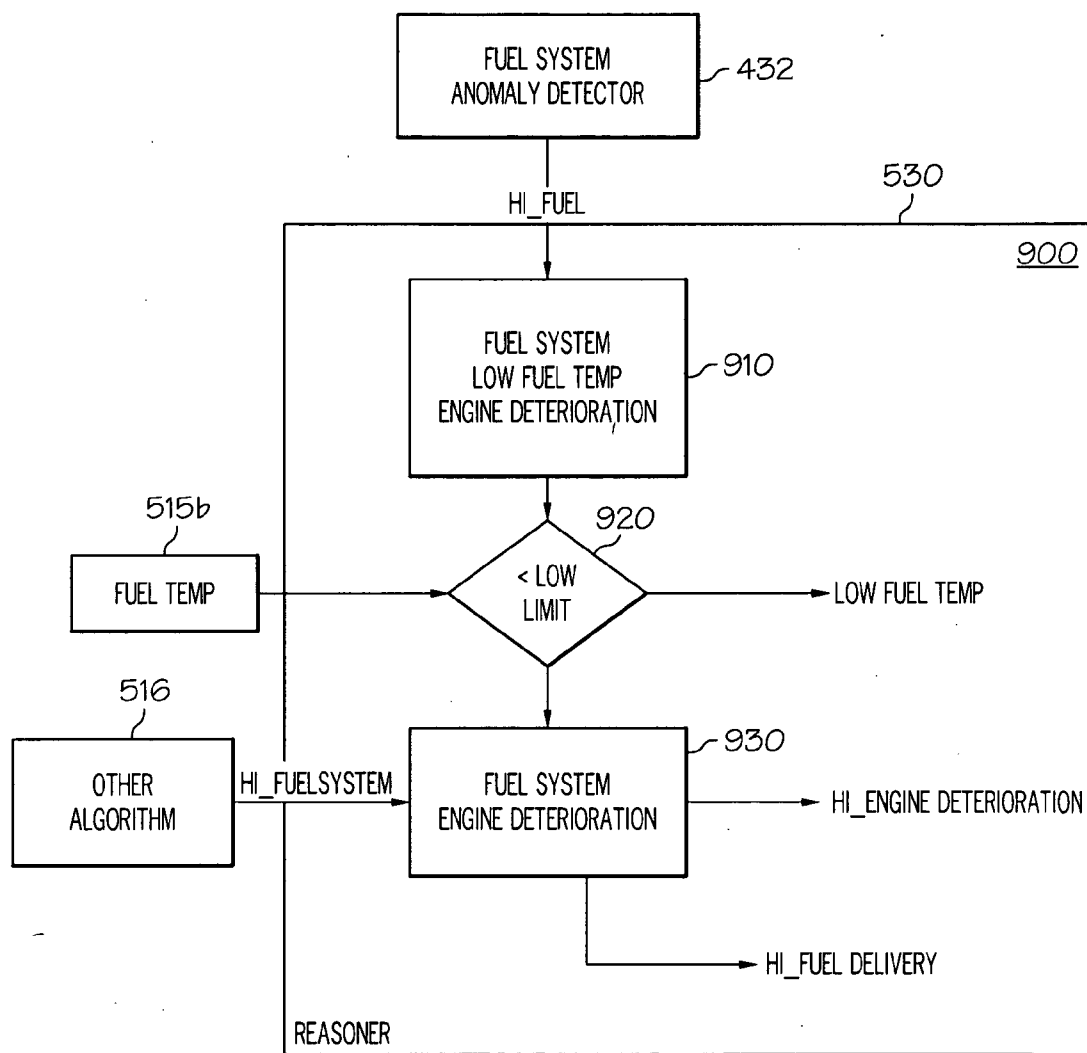 FUEL SYSTEM
ANOMALY DETECTOR
432
HI_FUEL
530
900
FUEL SYSTEM
LOW FUEL TEMP
ENGINE DETERIORATION
910
515b
FUEL TEMP
920
< LOW
LIMIT
LOW FUEL TEMP
516
OTHER
ALGORITHM
HI_FUELSYSTEM
930
FUEL SYSTEM
ENGINE DETERIORATION
HI_ENGINE DETERIORATION
HI_FUEL DELIVERY
REASONER